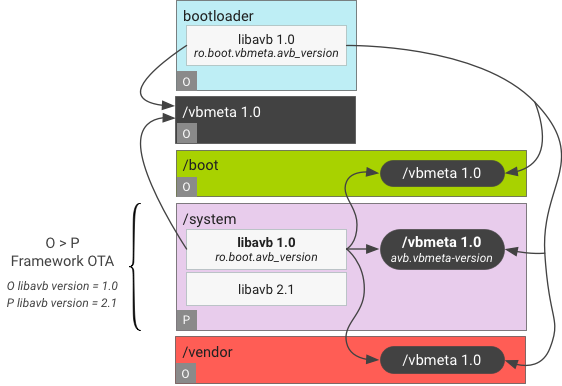 bootloader
libavb 1.0
ro.boot.vbmeta.avb_version
O
/vbmeta 1.0
O
/boot
/vbmeta 1.0
O
/system
libavb 1.0
ro.boot.avb_version
/vbmeta 1.0
avb.vbmeta-version
libavb 2.1
P
O > P
Framework OTA
O libavb version = 1.0
P libavb version = 2.1
/vendor
/vbmeta 1.0
O